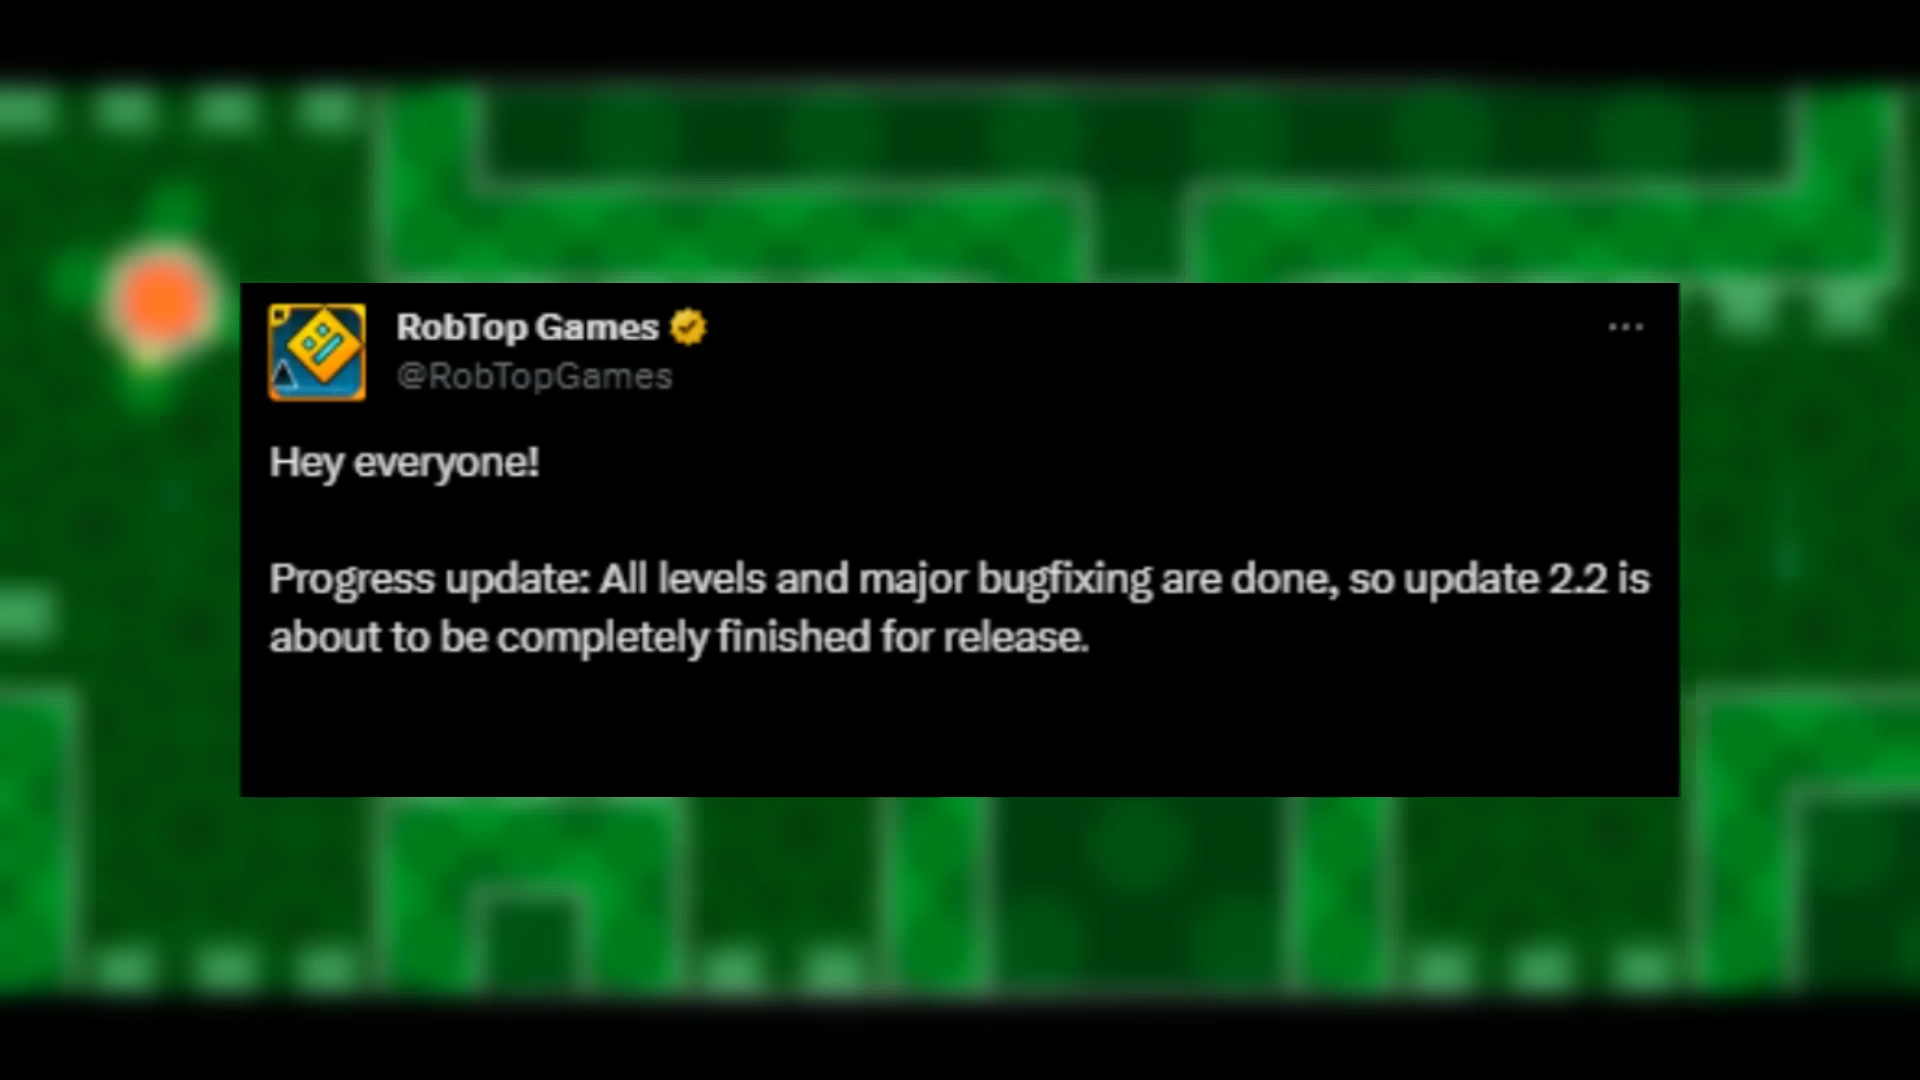 RobTop Games
@RobTopGames
Hey everyone!
Progress update: All levels and major bugfixing are done, so update 2.2 is
about to be completely finished for release.